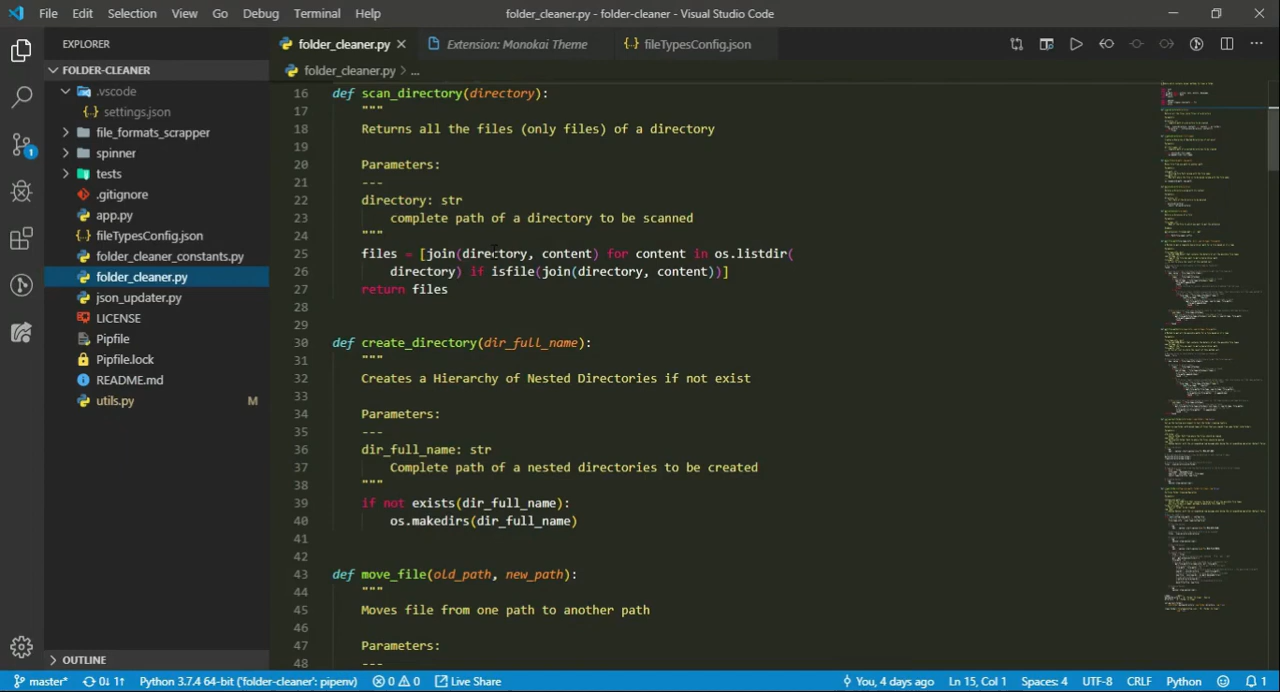 File Edit Selection View Go Debug Terminal Help folder_cleaner.py - folder-cleaner - Visual Studio Code
EXPLORER
FOLDER-CLEANER
.vscode
{} settings.json
file_formats_scrapper
spinner
tests
.gitignore
app.py
{} fileTypesConfig.json
folder_cleaner_constants.py
folder_cleaner.py
json_updater.py
LICENSE
Pipfile
Pipfile.lock
README.md
utils.py M
OUTLINE
1
folder_cleaner.py Extension: Monokai Theme {} fileTypesConfig.json
folder_cleaner.py > ...
16 def scan_directory(directory):
17 """
18 Returns all the files (only files) of a directory
19
20 Parameters:
21 ---
22 directory: str
23 complete path of a directory to be scanned
24 """
25 files = [join(directory, content) for content in os.listdir(
26 directory) if isfile(join(directory, content))]
27 return files
28
29
30 def create_directory(dir_full_name):
31 """
32 Creates a Hierarchy of Nested Directories if not exist
33
34 Parameters:
35 ---
36 dir_full_name: str
37 Complete path of a nested directories to be created
38 """
39 if not exists(dir_full_name):
40 os.makedirs(dir_full_name)
41
42
43 def move_file(old_path, new_path):
44 """
45 Moves file from one path to another path
46
47 Parameters:
48 ---
master* 0↓ 1↑ Python 3.7.4 64-bit ('folder-cleaner': pipenv) 0 0 Live Share You, 4 days ago Ln 15, Col 1 Spaces: 4 UTF-8 CRLF Python 1